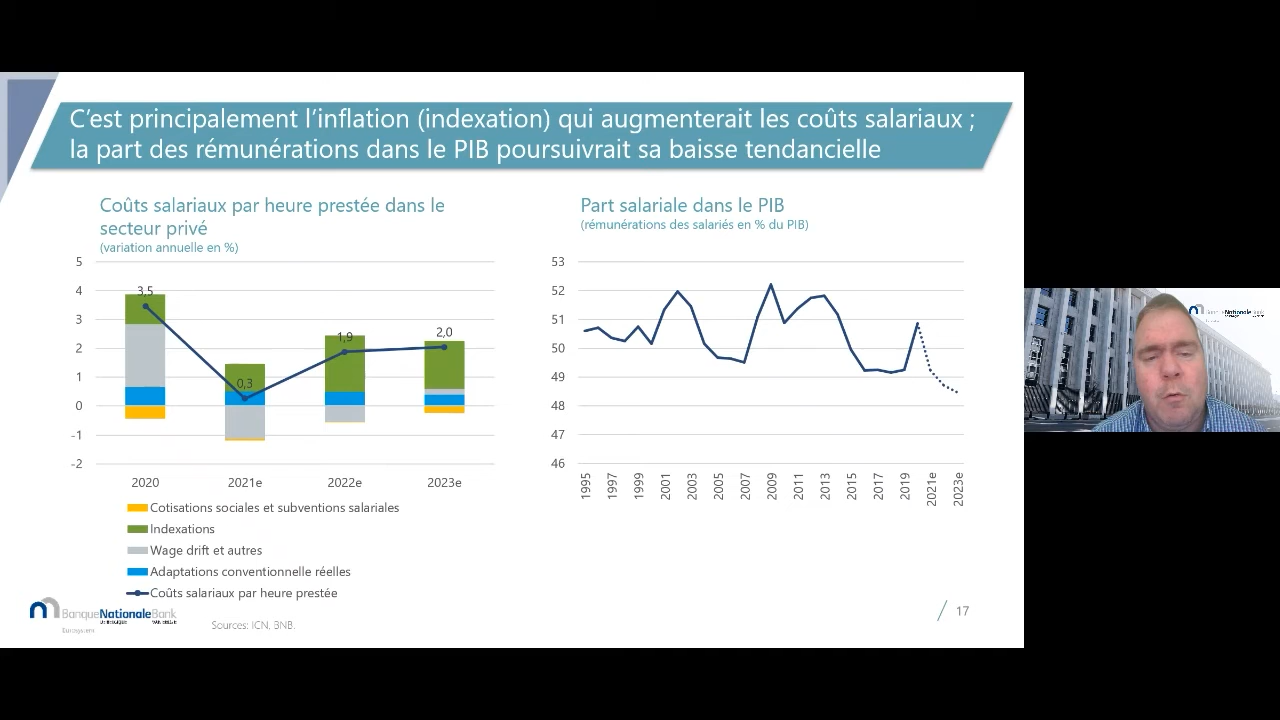 C’est principalement l’inflation (indexation) qui augmenterait les coûts salariaux ;
la part des rémunérations dans le PIB poursuivrait sa baisse tendancielle
Coûts salariaux par heure prestée dans le
secteur privé
(variation annuelle en %)
5
4
3
2
1
0
-1
-2
3,5
0,3
1,9
2,0
2020
2021e
2022e
2023e
Cotisations sociales et subventions salariales
Indexations
Wage drift et autres
Adaptations conventionnelle réelles
Coûts salariaux par heure prestée
Part salariale dans le PIB
(rémunérations des salariés en % du PIB)
53
52
51
50
49
48
47
46
1995
1997
1999
2001
2003
2005
2007
2009
2011
2013
2015
2017
2019
2021e
2023e
BanqueNationaleBank
Eurosystem
Sources: ICN, BNB.
17
BanqueNationaleBank